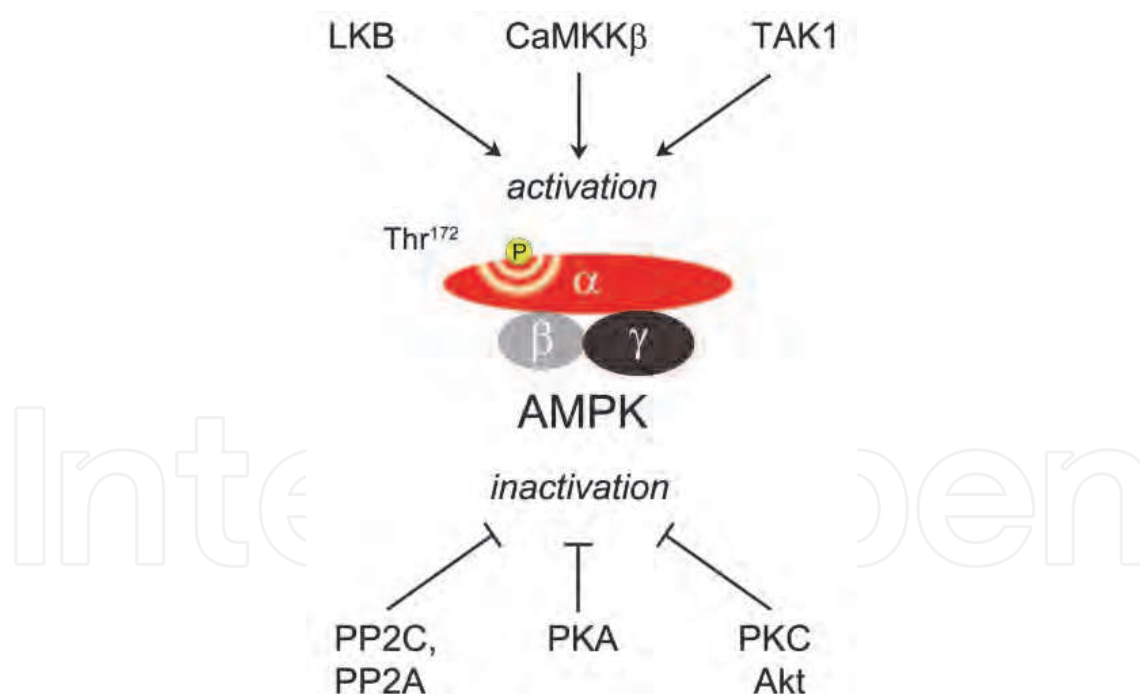 LKB CaMKKβ TAK1
activation
Thr¹⁷²
P
α
β γ
AMPK
inactivation
PP2C, PKA PKC
PP2A Akt